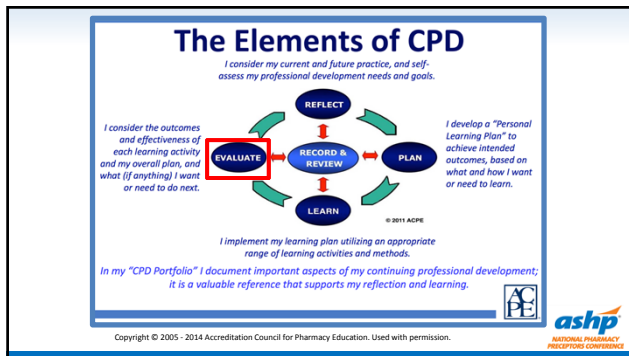 The Elements of CPD
I consider my current and future practice, and self-
assess my professional development needs and goals.
REFLECT
I consider the outcomes
and effectiveness of
each learning activity
and my overall plan, and
what (if anything) I want
or need to do next.
EVALUATE
RECORD &
REVIEW
PLAN
I develop a “Personal
Learning Plan” to
achieve intended
outcomes, based on
what and how I want
or need to learn.
LEARN
© 2011 ACPE
I implement my learning plan utilizing an appropriate
range of learning activities and methods.
In my “CPD Portfolio” I document important aspects of my continuing professional development;
it is a valuable reference that supports my reflection and learning.
ACPE
Copyright © 2005 - 2014 Accreditation Council for Pharmacy Education. Used with permission.
ashp
NATIONAL PHARMACY
PRECEPTORS CONFERENCE